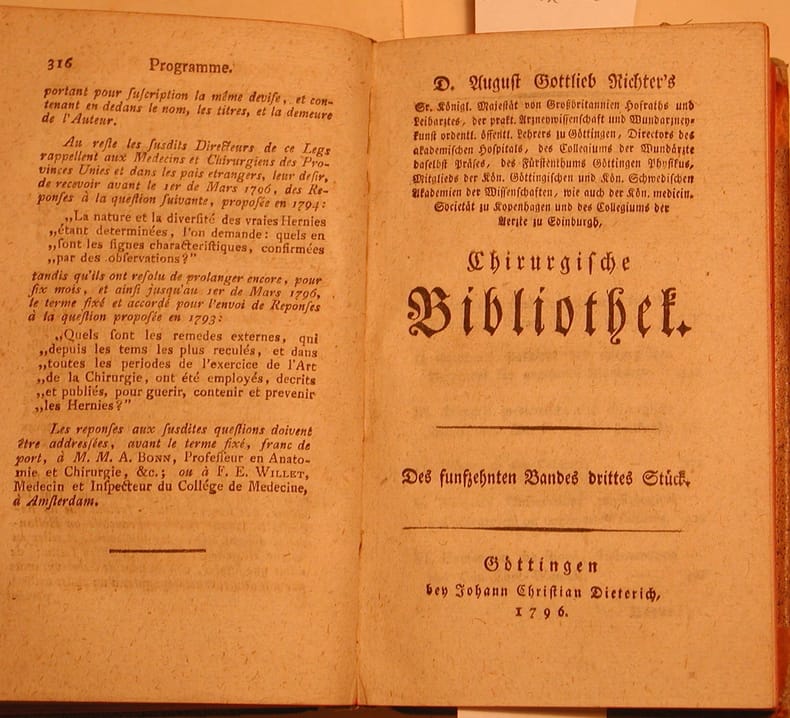 316 Programme.
portant pour ſuſcription la même deviſe, et con-
tenant en dedans le nom, les titres, et la demeure
de l'Auteur.
Au reſte les ſusdits Directeurs de ce Legs
rappellent aux Medecins et Chirurgiens des Pro-
vinces Unies et dans les pais etrangers, leur deſir,
de recevoir avant le 1er de Mars 1796, des Re-
ponſes à la queſtion ſuivante, propoſée en 1794:
„La nature et la diverſité des vraies Hernies
„étant determinées, l'on demande: quels en
„ſont les ſignes characteriſtiques, confirmées
„par des obſervations?"
tandis qu'ils ont reſolu de prolanger encore, pour
ſix mois, et ainſi jusqu'au 1er de Mars 1796,
le terme fixé et accordé pour l'envoi de Reponſes
à la queſtion propoſée en 1793:
„Quels ſont les remedes externes, qui
„depuis les tems les plus reculés, et dans
„toutes les periodes de l'exercice de l'Art
„de la Chirurgie, ont été employés, decrits
„et publiés, pour guerir, contenir et prevenir
„les Hernies?"
Les reponſes aux ſusdites queſtions doivent
être addreſſées, avant le terme fixé, franc de
port, à M. M. A. BONN, Profeſſeur en Anato-
mie et Chirurgie, &c.; ou à F. E. WILLET,
Medecin et Inſpecteur du Collége de Medecine,
à Amſterdam.
D. Auguſt Gottlieb Richter's
Sr. Königl. Majeſtät von Großbritannien Hofraths und
Leibarztes, der prakt. Arzneywiſſenſchaft und Wundarzney-
kunſt ordentl. öffentl. Lehrers zu Göttingen, Directors des
akademiſchen Hoſpitals, des Collegiums der Wundärzte
daſelbſt Präſes, des Fürſtenthums Göttingen Phyſikus,
Mitglieds der Kön. Göttingiſchen und Kön. Schwediſchen
Akademien der Wiſſenſchaften, wie auch der Kön. medicin.
Societät zu Kopenhagen und des Collegiums der
Aerzte zu Edinburgh,
Chirurgiſche
Bibliothek.
Des funfzehnten Bandes drittes Stück.
Göttingen
bey Johann Chriſtian Dieterich,
1796.